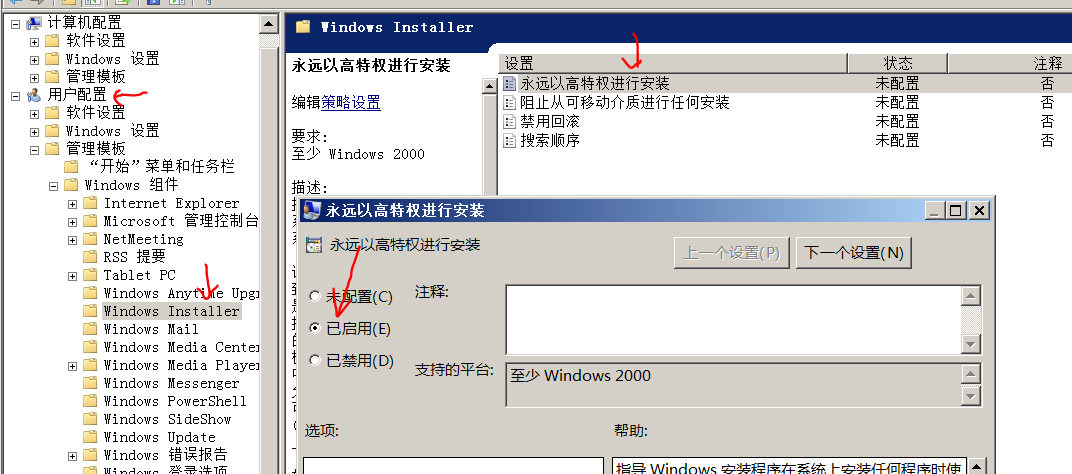 计算机配置
软件设置
Windows 设置
管理模板
用户配置
软件设置
Windows 设置
管理模板
“开始”菜单和任务栏
Windows 组件
Internet Explorer
Microsoft 管理控制台
NetMeeting
RSS 提要
Tablet PC
Windows Anytime Upg
Windows Installer
Windows Mail
Windows Media Center
Windows Media Player
Windows Messenger
Windows PowerShell
Windows SideShow
Windows Update
Windows 错误报告
Windows 登录选项
Windows Installer
永远以高特权进行安装
编辑策略设置
要求:
至少 Windows 2000
描述:
设置 状态 注释
永远以高特权进行安装 未配置 否
阻止从可移动介质进行任何安装 未配置 否
禁用回滚 未配置 否
搜索顺序 未配置 否
永远以高特权进行安装
永远以高特权进行安装
上一个设置(P) 下一个设置(N)
未配置(C)
已启用(E)
已禁用(D)
注释:
支持的平台:
至少 Windows 2000
选项:
帮助:
指导 Windows 安装程序在系统上安装任何程序时使